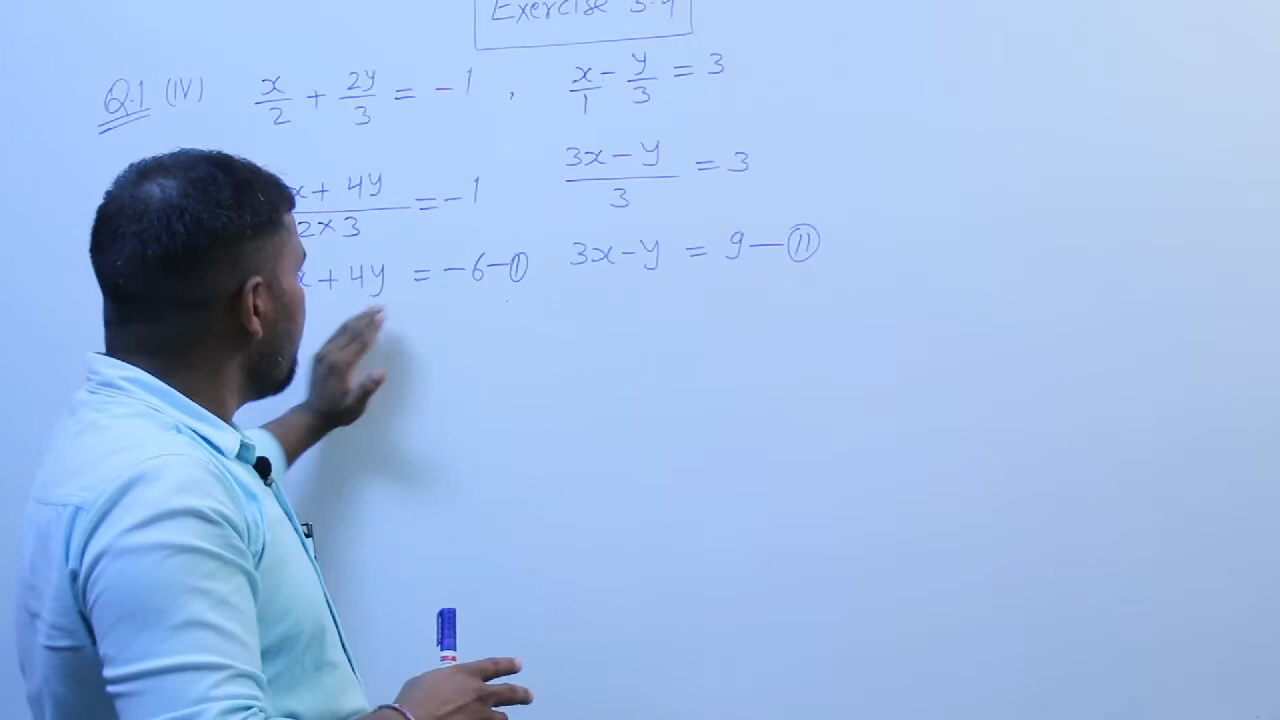 Exercise 3.4
Q.1 (IV) x/2 + 2y/3 = -1 , x/1 - y/3 = 3
x + 4y / 2×3 = -1
3x - y / 3 = 3
x + 4y = -6 - ①
3x - y = 9 — ⑪